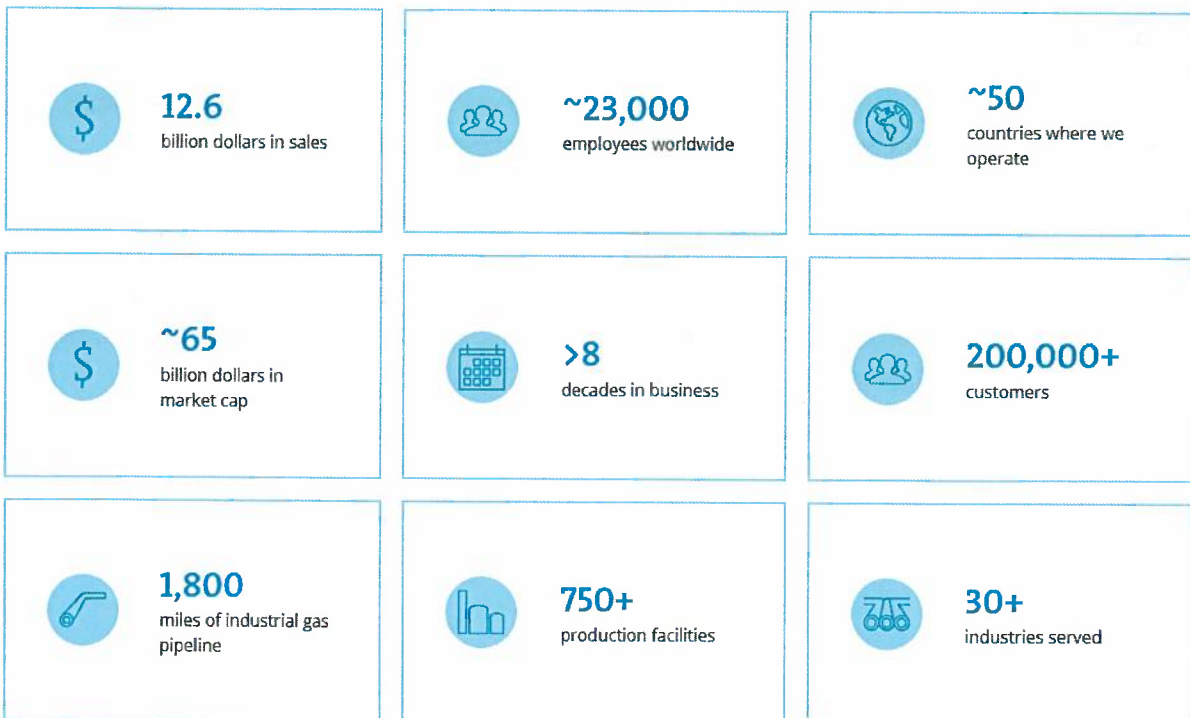 12.6
billion dollars in sales
~23,000
employees worldwide
~50
countries where we
operate
~65
billion dollars in
market cap
>8
decades in business
200,000+
customers
1,800
miles of industrial gas
pipeline
750+
production facilities
30+
industries served